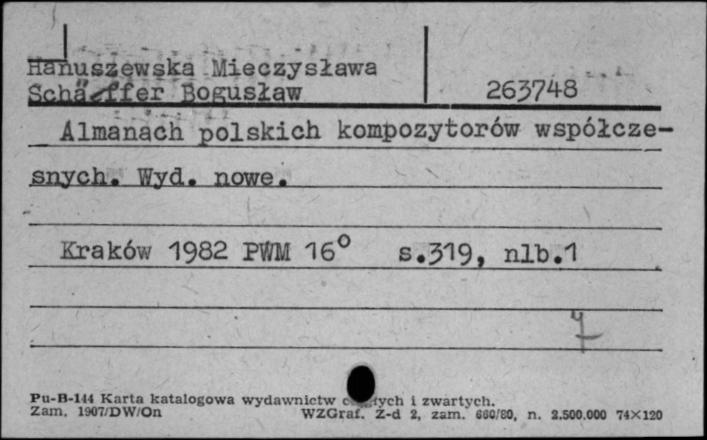 Hanuszewska Mieczysława
Schäffer Bogusław 263748
Almanach polskich kompozytorów współcze-
snych. Wyd. nowe.
Kraków 1982 PWM 16° s.319, nlb.1
Pu-B-144 Karta katalogowa wydawnictw i zwartych.
Zam. 1907/DW/On WZGraf. Z-d 2, zam. 660/80, n. 2.500.000 74×120